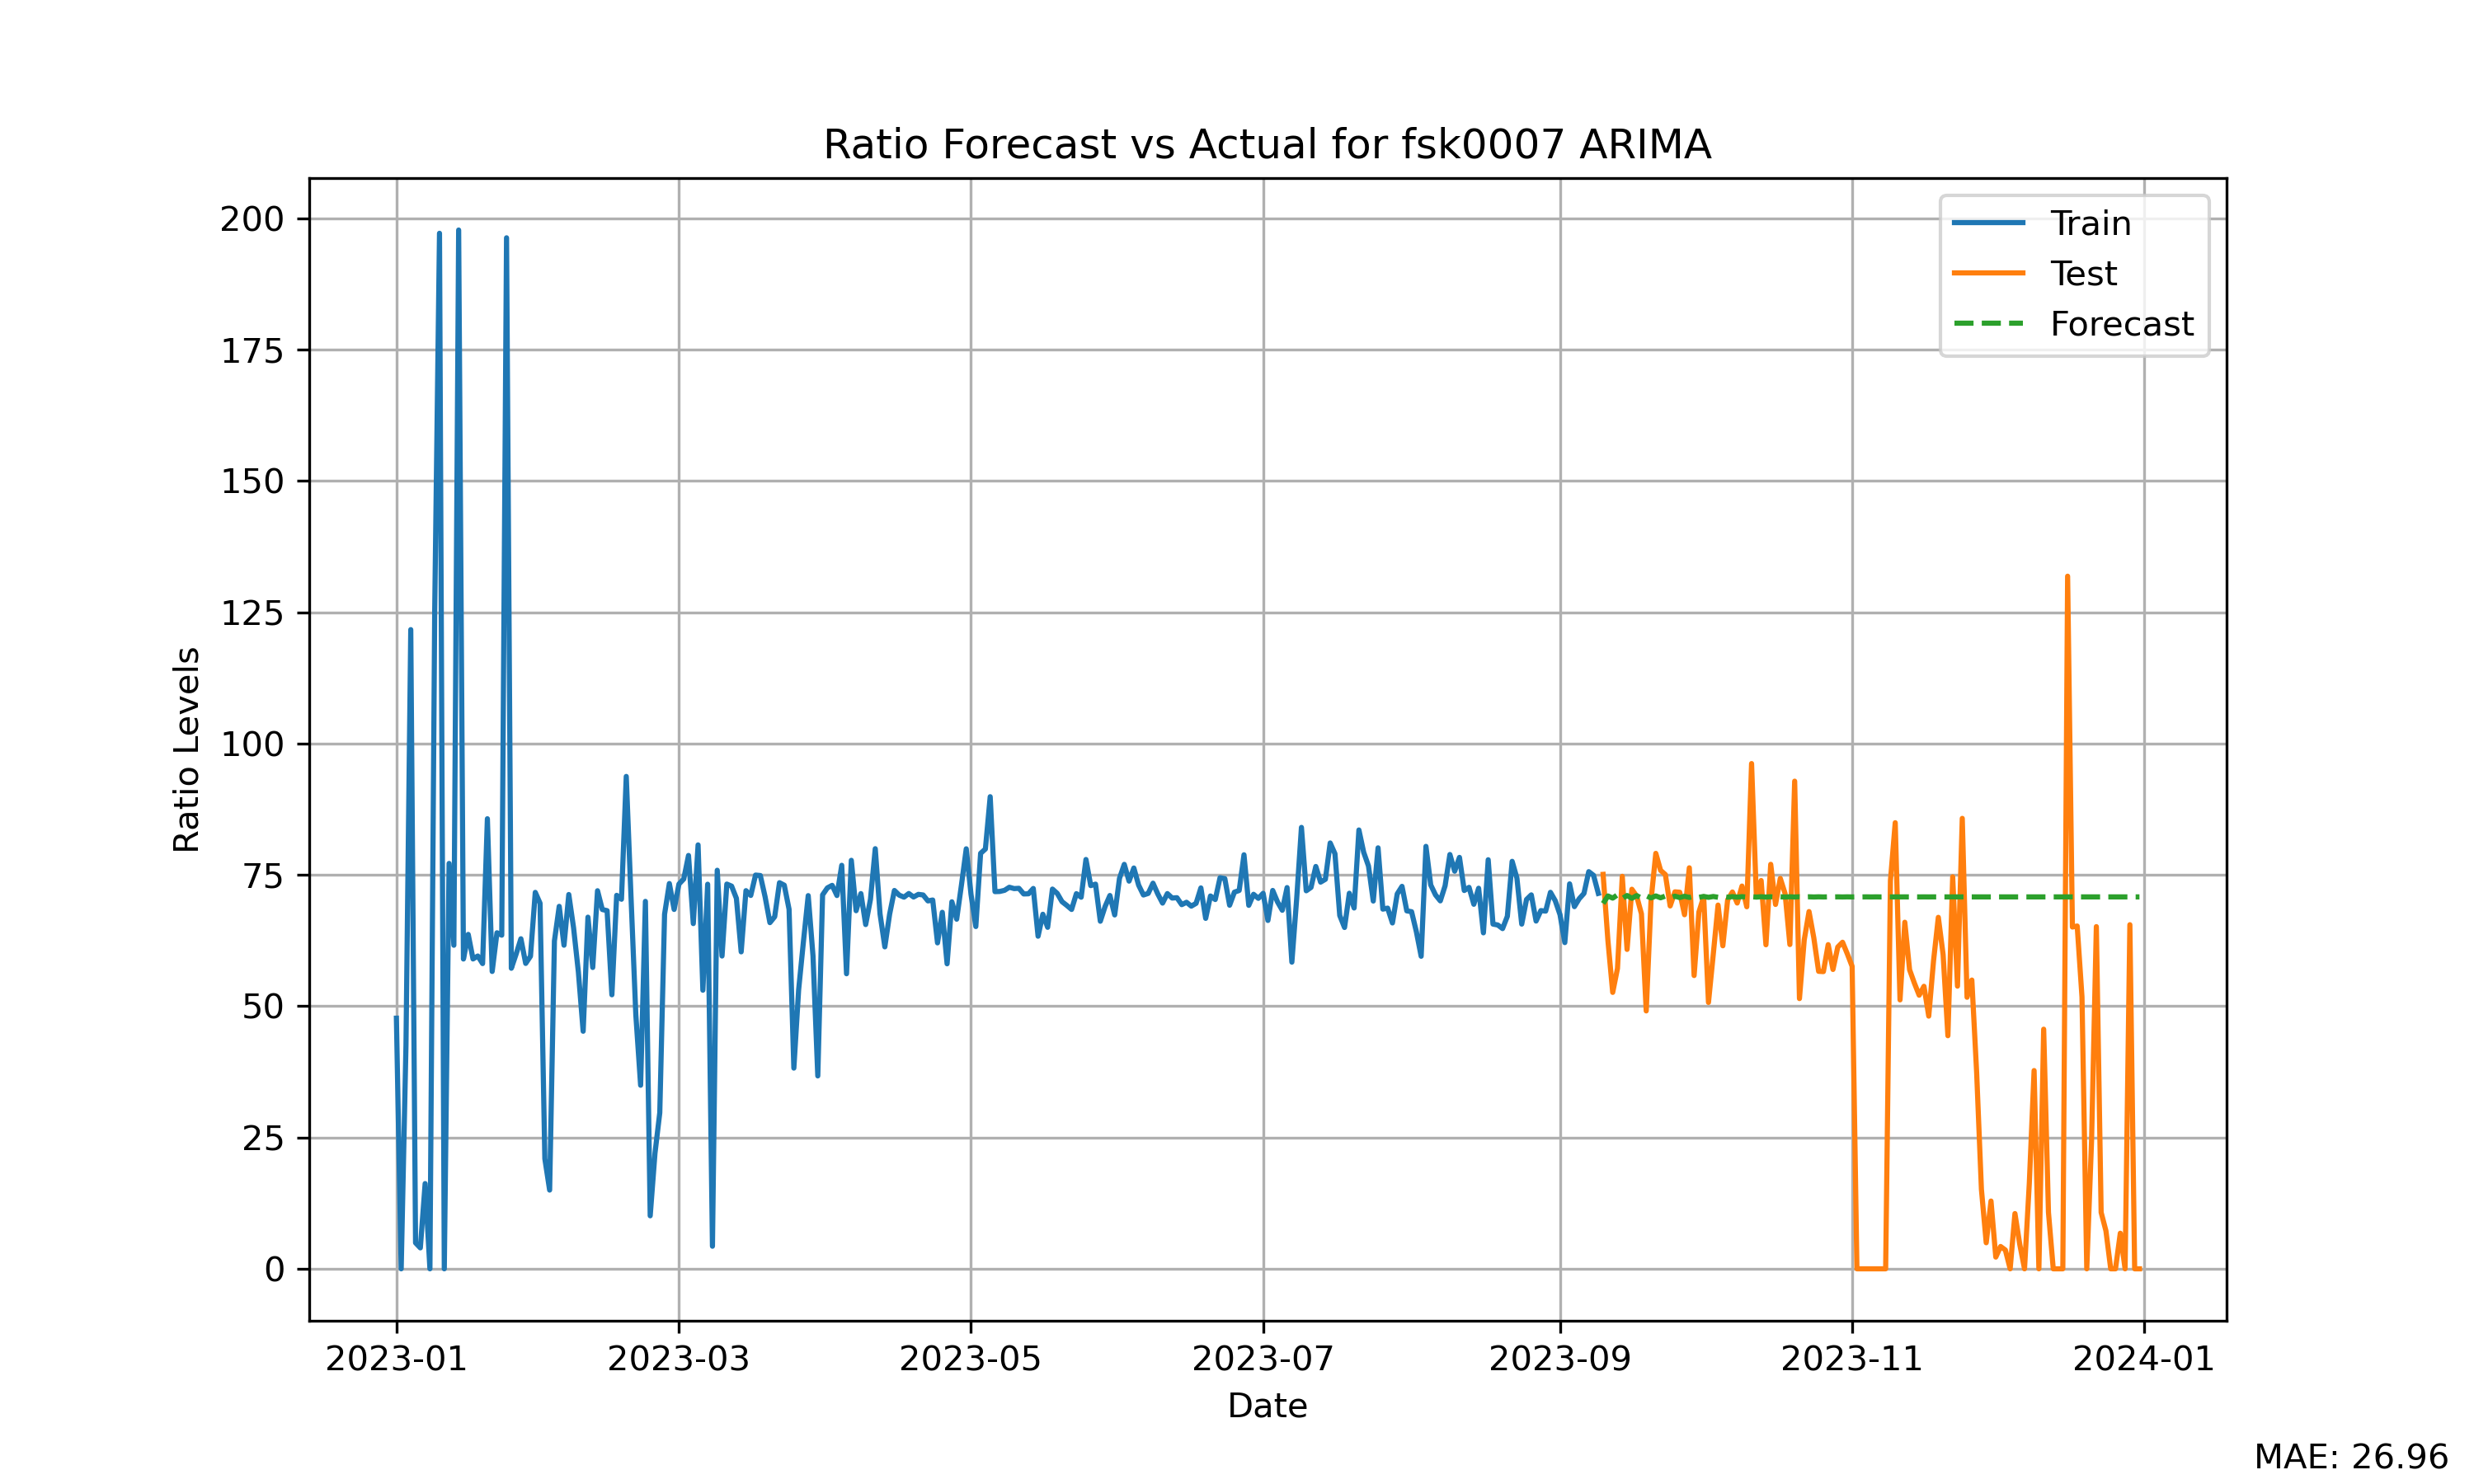 Ratio Forecast vs Actual for fsk0007 ARIMA
200
175
150
125
100
75
50
25
0
Ratio Levels
Train
Test
Forecast
2023-01
2023-03
2023-05
2023-07
2023-09
2023-11
2024-01
Date
MAE: 26.96